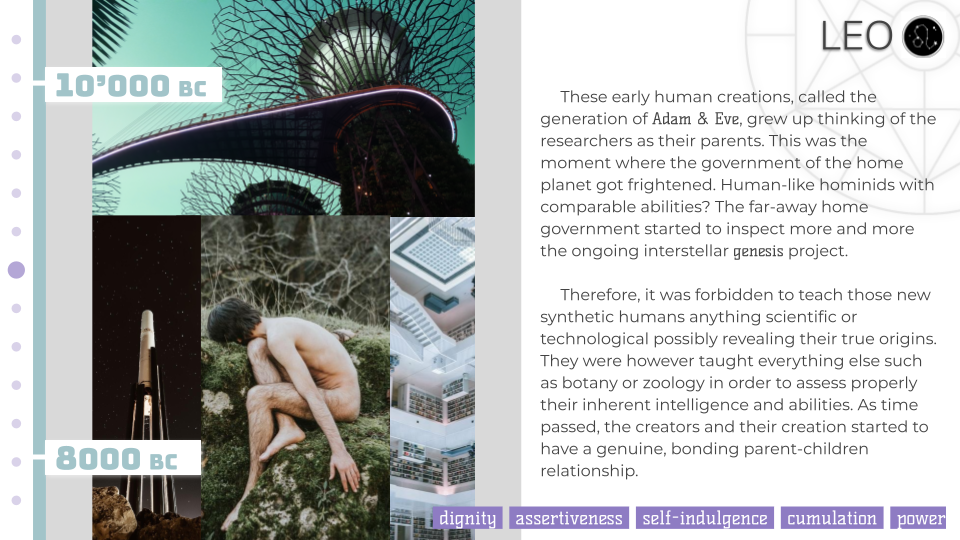 LEO
10’000 BC
These early human creations, called the
generation of Adam & Eve, grew up thinking of the
researchers as their parents. This was the
moment where the government of the home
planet got frightened. Human-like hominids with
comparable abilities? The far-away home
government started to inspect more and more
the ongoing interstellar genesis project.
Therefore, it was forbidden to teach those new
synthetic humans anything scientific or
technological possibly revealing their true origins.
They were however taught everything else such
as botany or zoology in order to assess properly
their inherent intelligence and abilities. As time
passed, the creators and their creation started to
have a genuine, bonding parent-children
relationship.
8000 BC
dignity assertiveness self-indulgence cumulation power